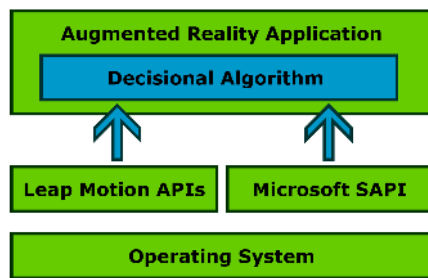 Augmented Reality Application
Decisional Algorithm
Leap Motion APIs
Microsoft SAPI
Operating System